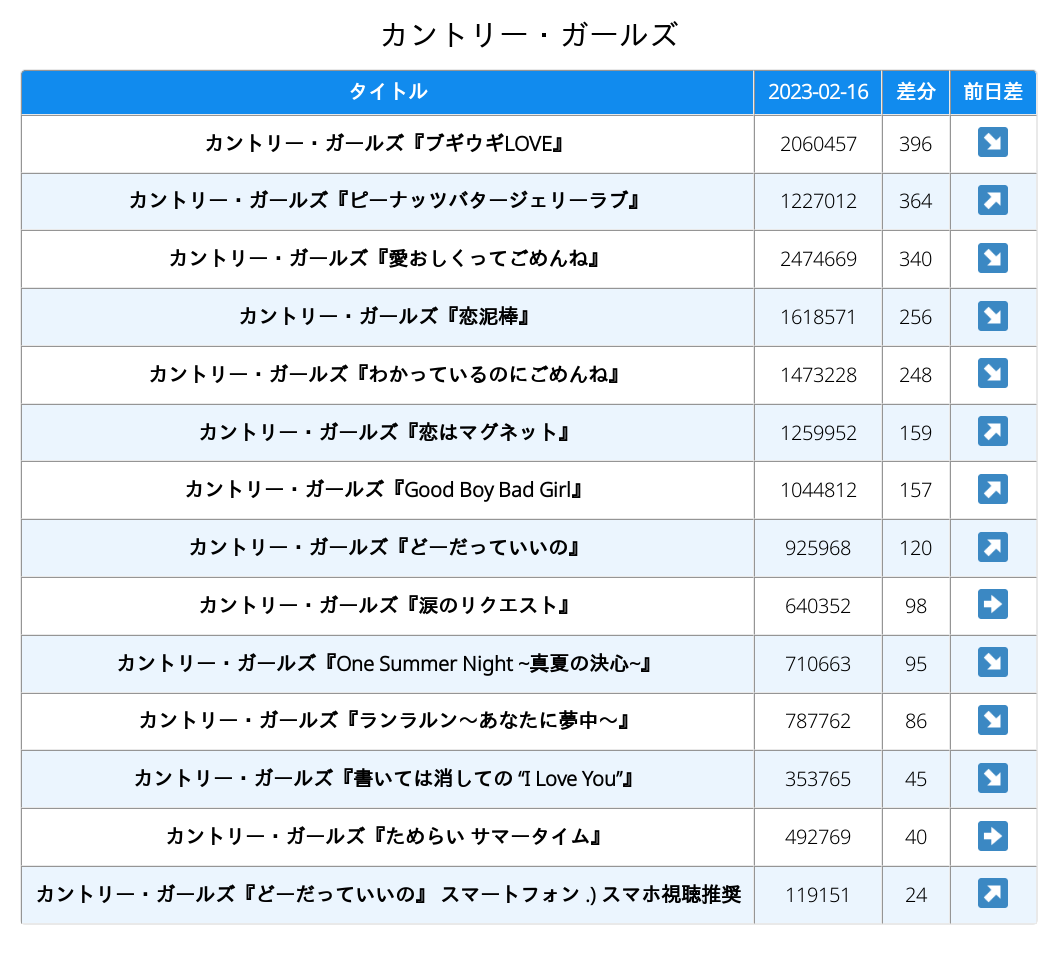 カントリー・ガールズ
タイトル 2023-02-16 差分 前日差
カントリー・ガールズ『ブギウギLOVE』 2060457 396
カントリー・ガールズ『ピーナッツバタージェリーラブ』 1227012 364
カントリー・ガールズ『愛おしくってごめんね』 2474669 340
カントリー・ガールズ『恋泥棒』 1618571 256
カントリー・ガールズ『わかっているのにごめんね』 1473228 248
カントリー・ガールズ『恋はマグネット』 1259952 159
カントリー・ガールズ『Good Boy Bad Girl』 1044812 157
カントリー・ガールズ『どーだっていいの』 925968 120
カントリー・ガールズ『涙のリクエスト』 640352 98
カントリー・ガールズ『One Summer Night ~真夏の決心~』 710663 95
カントリー・ガールズ『ランラルン〜あなたに夢中〜』 787762 86
カントリー・ガールズ『書いては消しての “I Love You”』 353765 45
カントリー・ガールズ『ためらい サマータイム』 492769 40
カントリー・ガールズ『どーだっていいの』 スマートフォン .) スマホ視聴推奨 119151 24